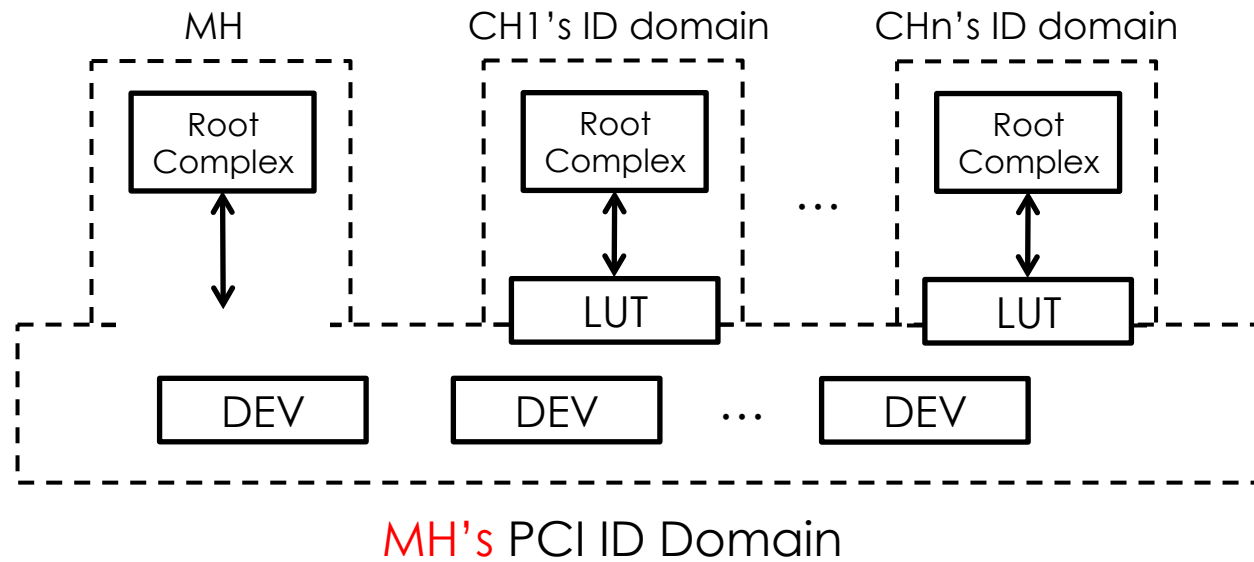 MH
CH1's ID domain
CHn's ID domain
Root
Complex
Root
Complex
...
Root
Complex
LUT
LUT
DEV
DEV
...
DEV
MH's PCI ID Domain